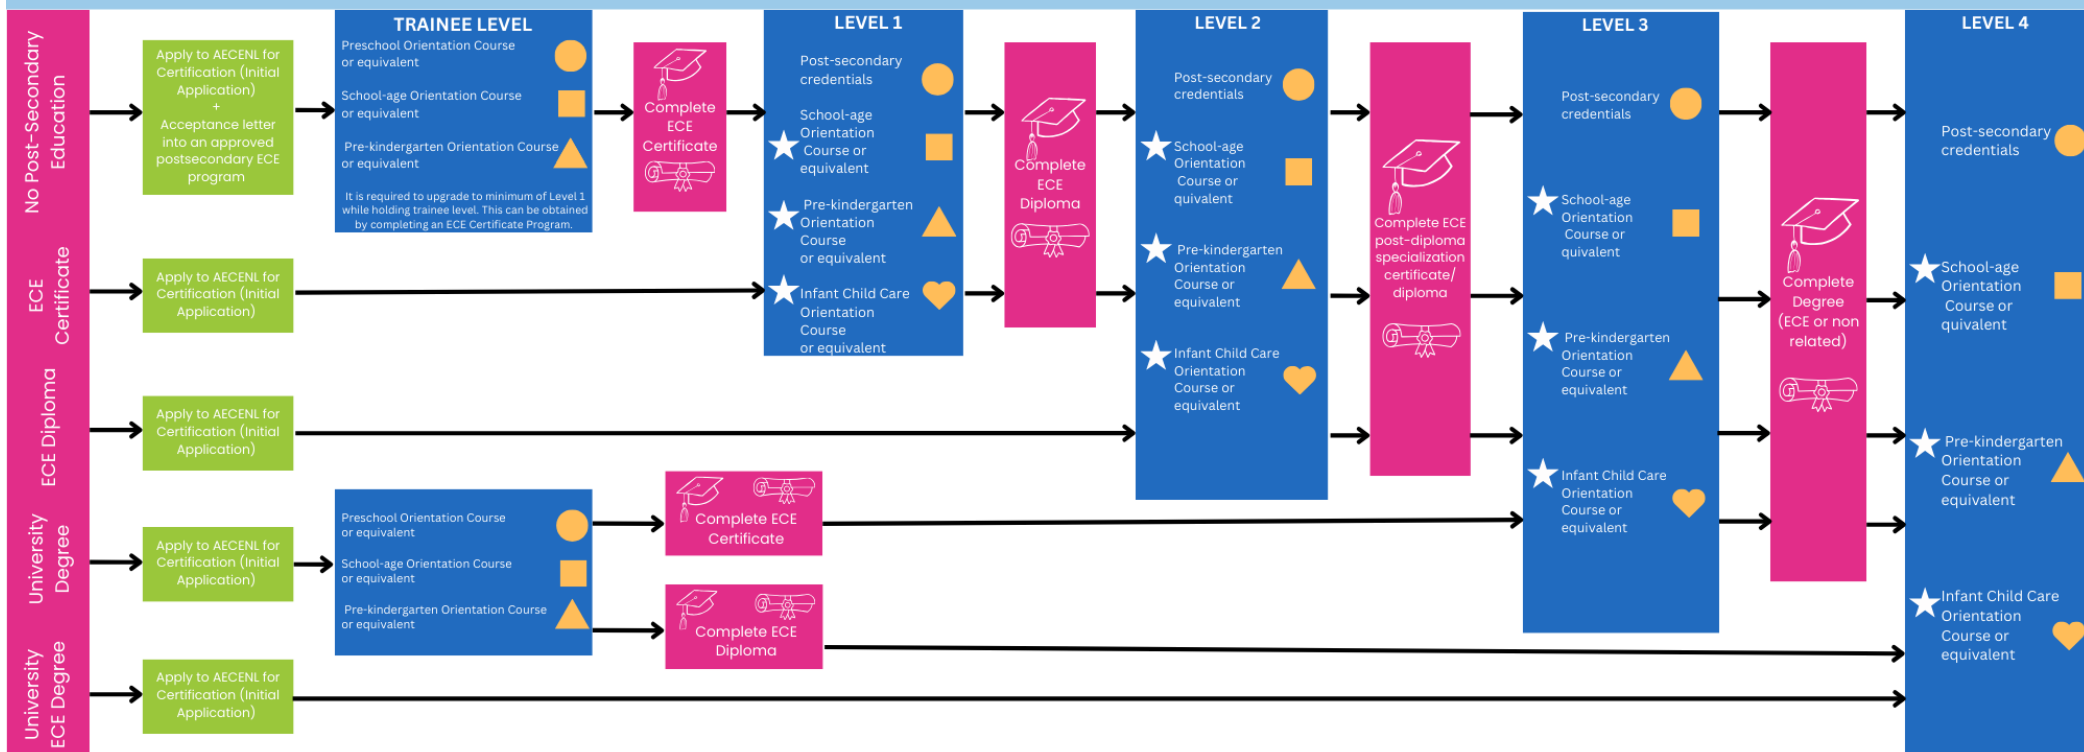 No Post-Secondary
Education
ECE
Certificate
ECE Diploma
University
Degree
University
ECE Degree
Apply to AECENL for
Certification (Initial
Application)
+
Acceptance letter
into an approved
postsecondary ECE
program
Apply to AECENL for
Certification (Initial
Application)
Apply to AECENL for
Certification (Initial
Application)
Apply to AECENL for
Certification (Initial
Application)
Apply to AECENL for
Certification (Initial
Application)
TRAINEE LEVEL
Preschool Orientation Course
or equivalent
School-age Orientation Course
or equivalent
Pre-kindergarten Orientation Course
or equivalent
It is required to upgrade to minimum of Level 1
while holding trainee level. This can be obtained
by completing an ECE Certificate Program.
Preschool Orientation Course
or equivalent
School-age Orientation Course
or equivalent
Pre-kindergarten Orientation Course
or equivalent
Complete
ECE
Certificate
Complete ECE
Certificate
Complete ECE
Diploma
LEVEL 1
Post-secondary
credentials
School-age
Orientation
Course or
equivalent
Pre-kindergarten
Orientation
Course
or equivalent
Infant Child Care
Orientation
Course
or equivalent
Complete
ECE
Diploma
LEVEL 2
Post-secondary
credentials
School-age
Orientation
Course or
quivalent
Pre-kindergarten
Orientation
Course or
equivalent
Infant Child Care
Orientation
Course or
equivalent
Complete ECE
post-diploma
specialization
certificate/
diploma
LEVEL 3
Post-secondary
credentials
School-age
Orientation
Course or
quivalent
Pre-kindergarten
Orientation
Course or
equivalent
Infant Child Care
Orientation
Course or
equivalent
Complete
Degree
(ECE or non
related)
LEVEL 4
Post-secondary
credentials
School-age
Orientation
Course or
quivalent
Pre-kindergarten
Orientation
Course or
equivalent
Infant Child Care
Orientation
Course or
equivalent